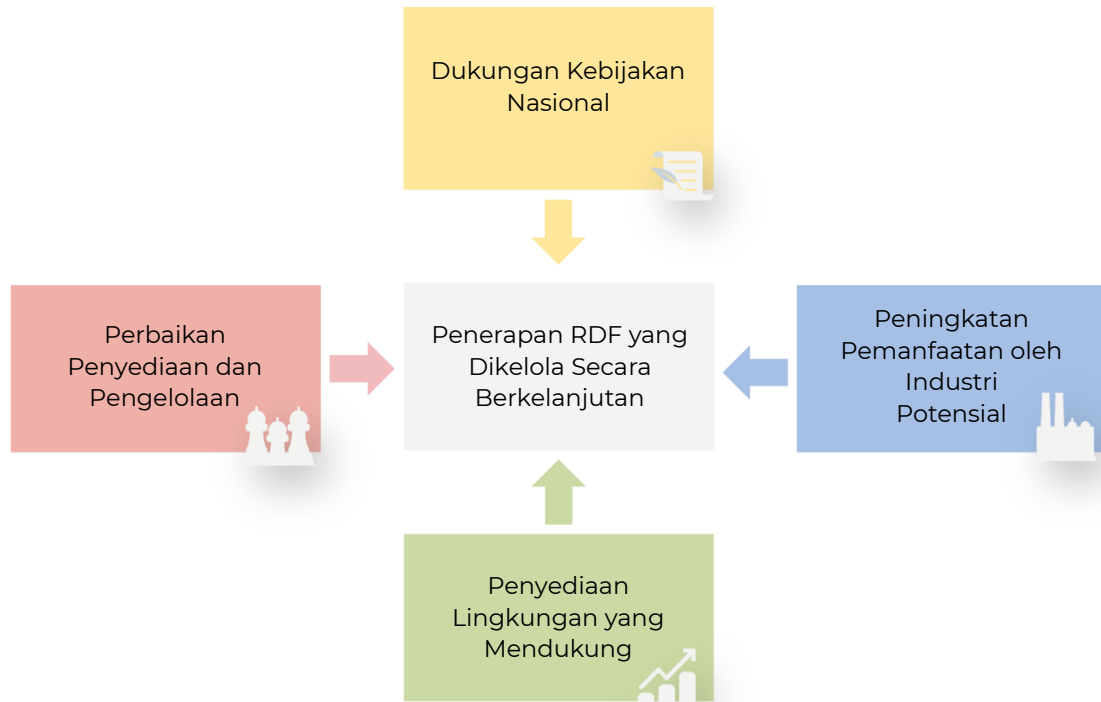 Dukungan Kebijakan
Nasional
Perbaikan
Penyediaan dan
Pengelolaan
Penerapan RDF yang
Dikelola Secara
Berkelanjutan
Peningkatan
Pemanfaatan oleh
Industri
Potensial
Penyediaan
Lingkungan yang
Mendukung